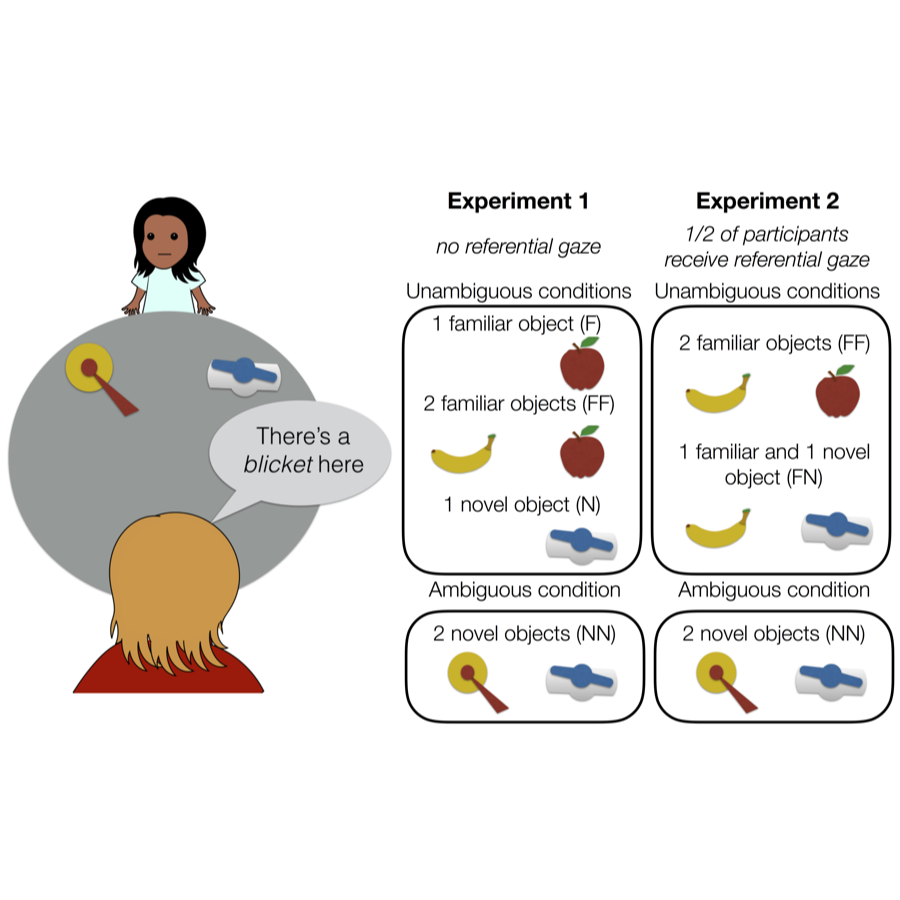 There's a
blicket here
Experiment 1
no referential gaze
Unambiguous conditions
1 familiar object (F)
2 familiar objects (FF)
1 novel object (N)
Ambiguous condition
2 novel objects (NN)
Experiment 2
1/2 of participants
receive referential gaze
Unambiguous conditions
2 familiar objects (FF)
1 familiar and 1 novel
object (FN)
Ambiguous condition
2 novel objects (NN)